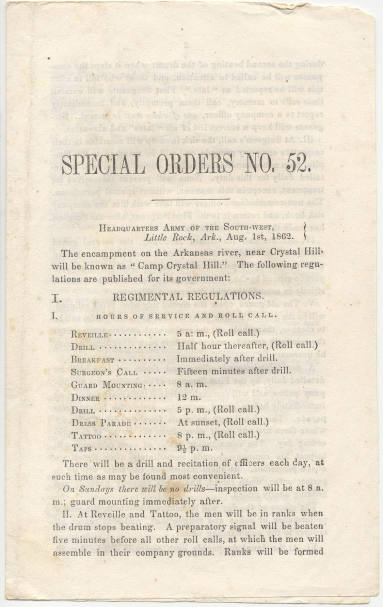 SPECIAL ORDERS NO. 52.
HEADQUARTERS ARMY OF THE SOUTH-WEST,
Little Rock, Ark., Aug. 1st, 1862.
The encampment on the Arkansas river, near Crystal Hills
will be known as "Camp Crystal Hill." The following regu-
lations are published for its government:
I. REGIMENTAL REGULATIONS.
I. HOURS OF SERVICE AND ROLL CALL.
REVEILLE............ 5 a. m., (Roll call.)
DRILL .............. Half hour thereafter, (Roll call.)
BREAKFAST .......... Immediately after drill.
SURGEON'S CALL ..... Fifteen minutes after drill.
GUARD MOUNTING..... 8 a. m.
DINNER ............. 12 m.
DRILL .............. 5 p. m., (Roll call.)
DRESS PARADE ....... At sunset, (Roll call.)
TATTOO ............. 8 p. m., (Roll call.)
TAPS ............... 9½ p. m.
There will be a drill and recitation of officers each day, at
such time as may be found most convenient.
On Sundays there will be no drills—inspection will be at 8 a.
m.; guard mounting immediately after.
II. At Reveille and Tattoo, the men will be in ranks when
the drum stops beating. A preparatory signal will be beaten
five minutes before all other roll calls, at which the men will
assemble in their company grounds. Ranks will be formed